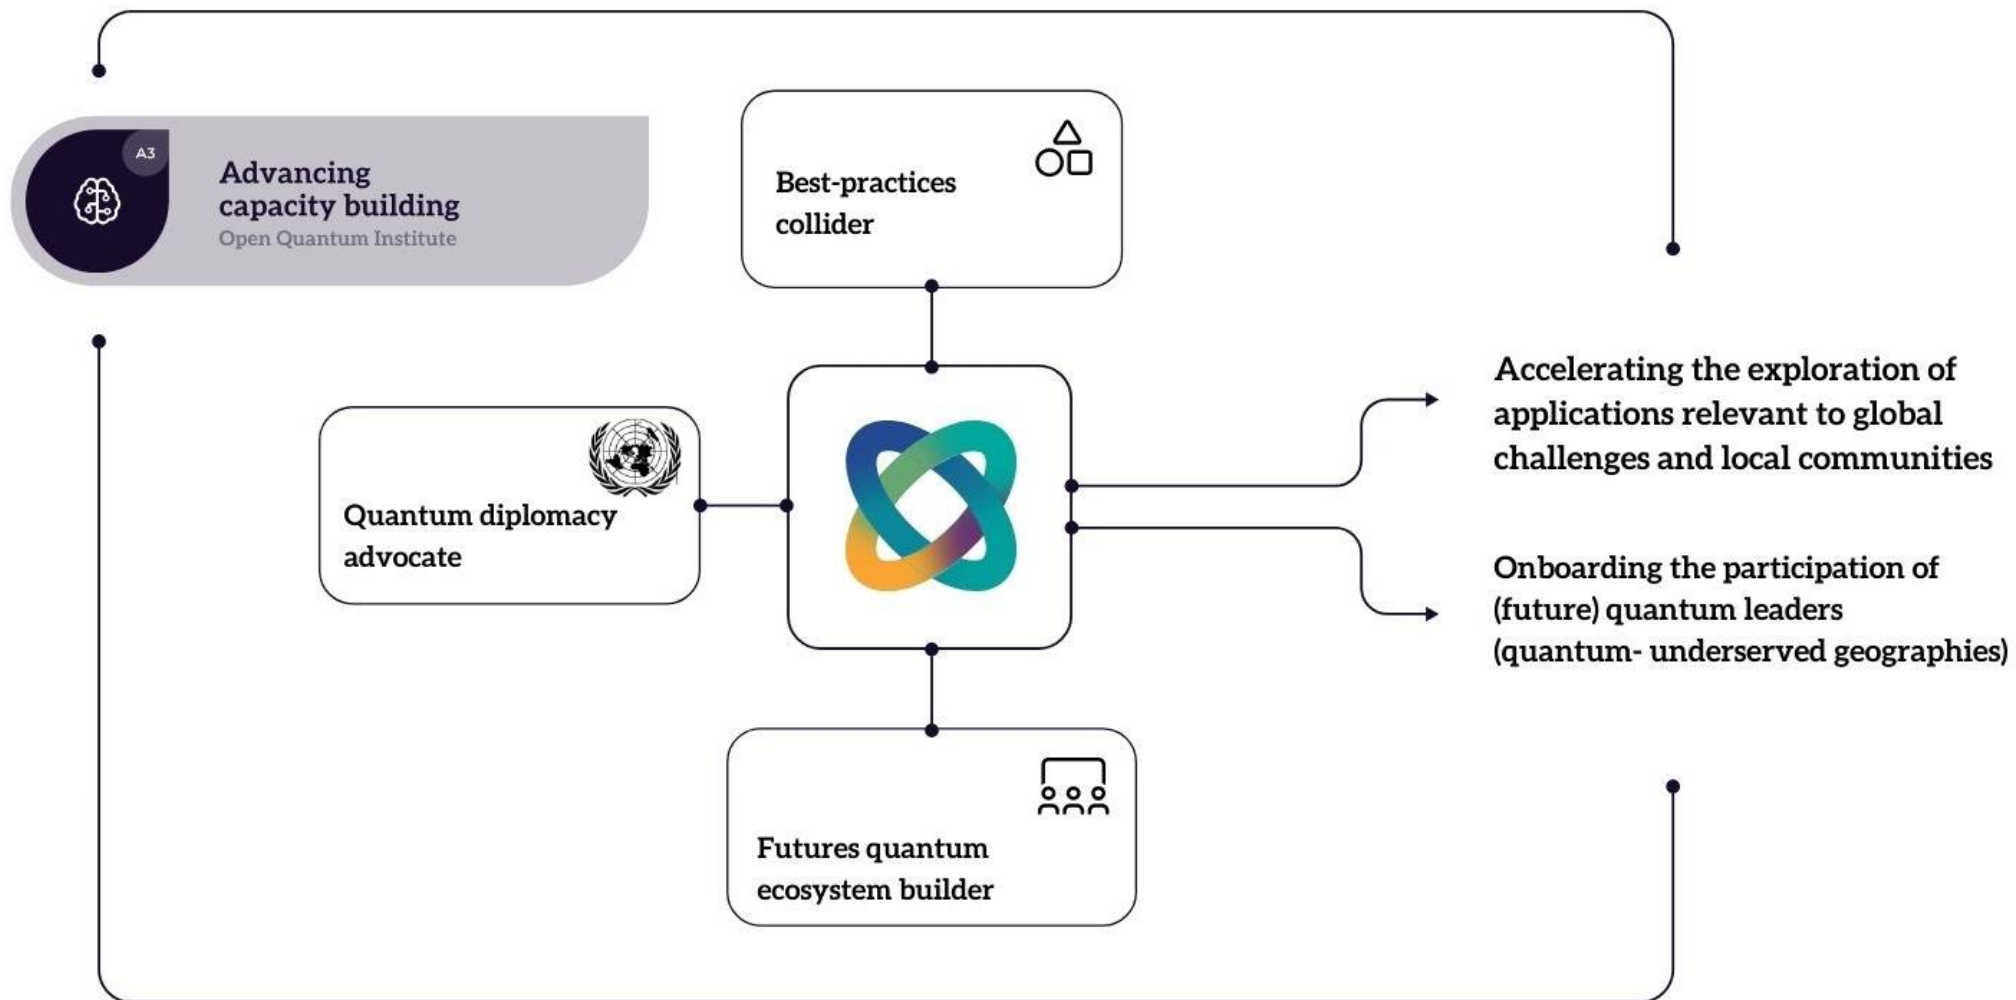 A3
Advancing
capacity building
Open Quantum Institute
Best-practices
collider
Quantum diplomacy
advocate
Accelerating the exploration of
applications relevant to global
challenges and local communities
Onboarding the participation of
(future) quantum leaders
(quantum- underserved geographies)
Futures quantum
ecosystem builder